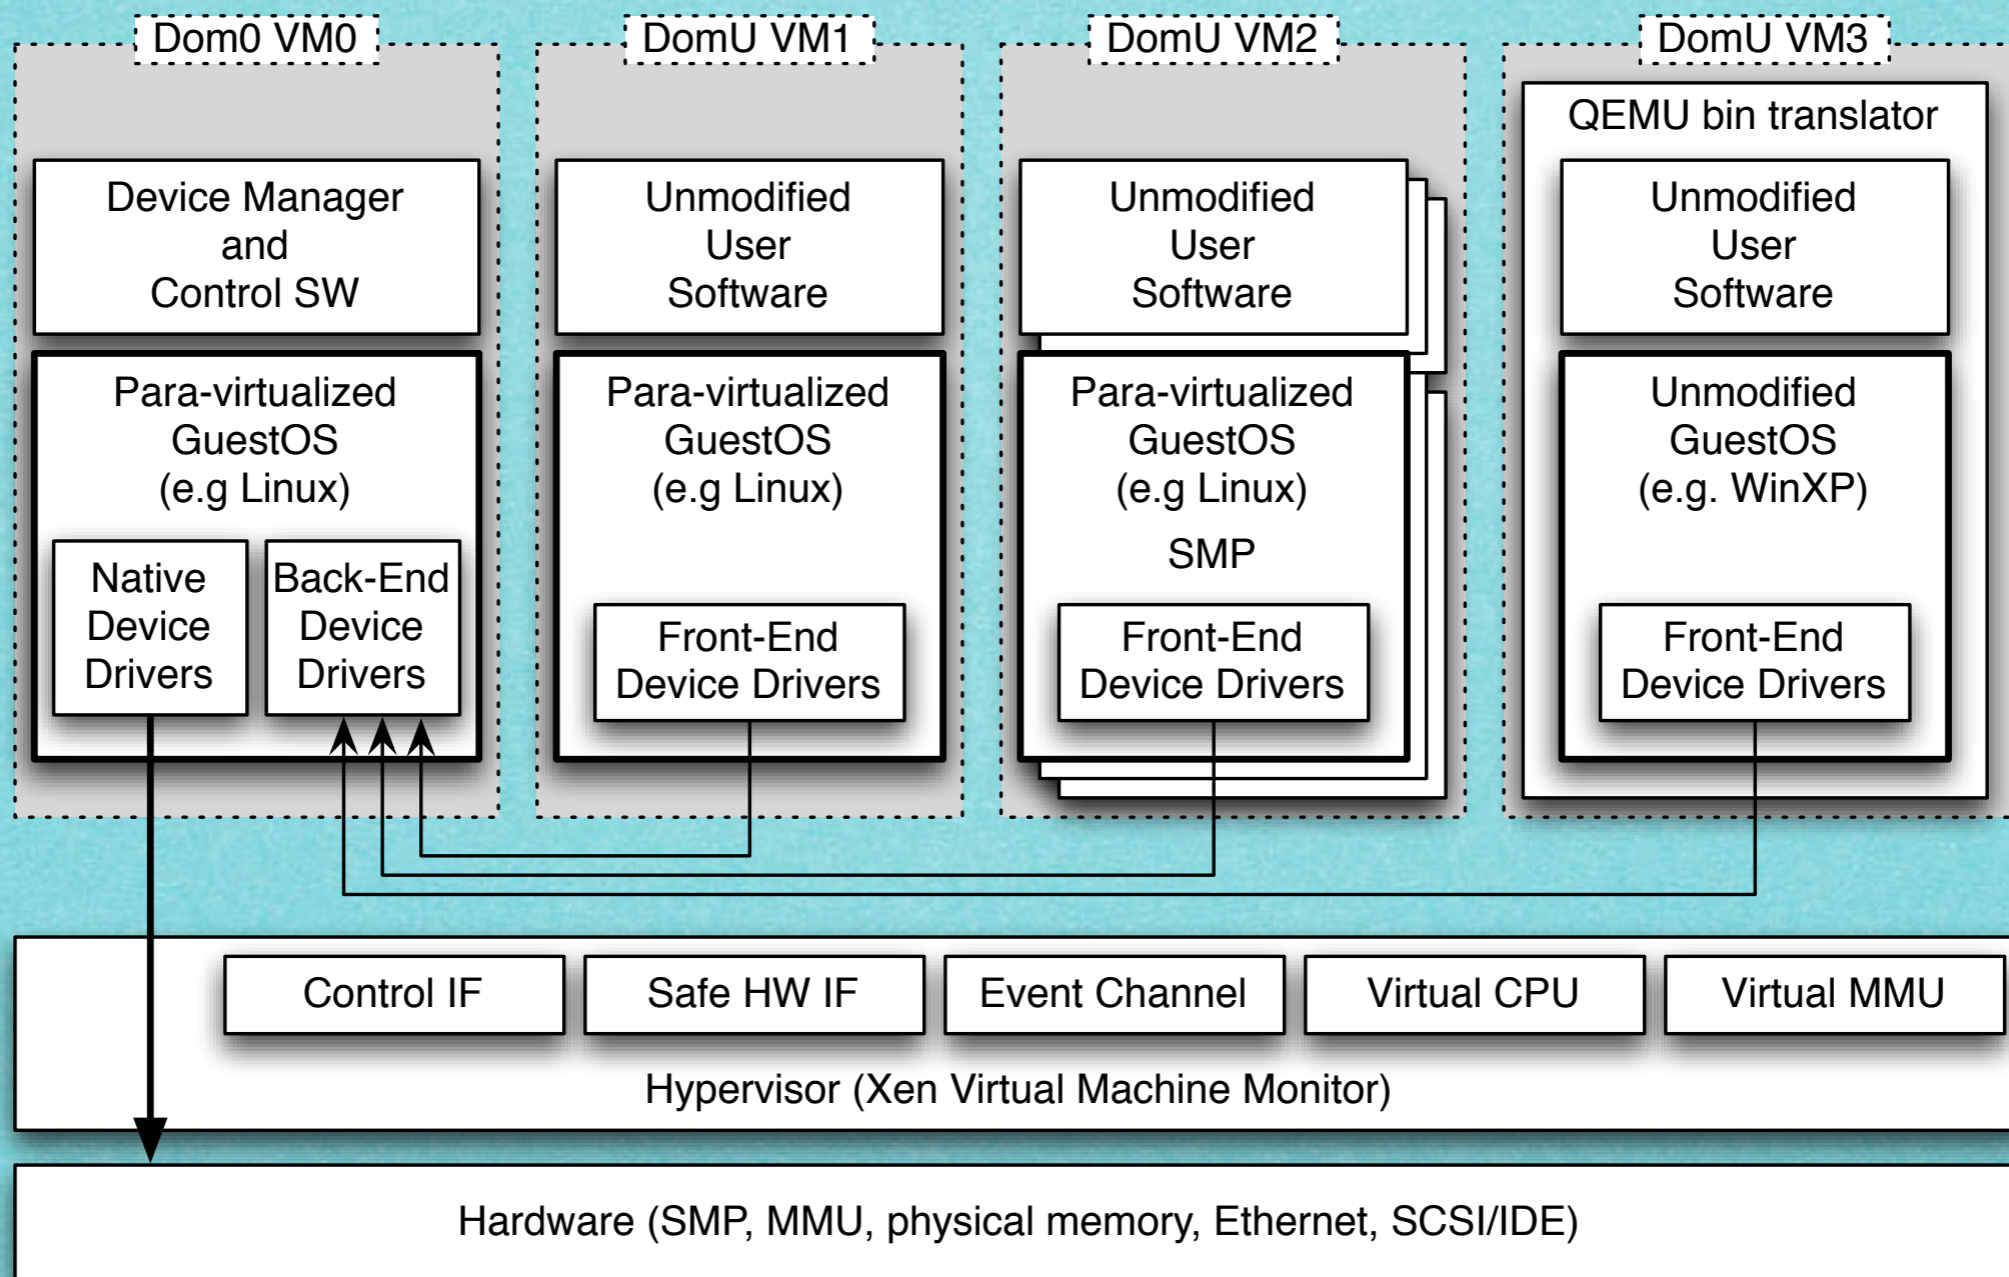 Dom0 VM0
Device Manager
and
Control SW
Para-virtualized
GuestOS
(e.g Linux)
Native
Device
Drivers
Back-End
Device
Drivers
DomU VM1
Unmodified
User
Software
Para-virtualized
GuestOS
(e.g Linux)
Front-End
Device Drivers
DomU VM2
Unmodified
User
Software
Para-virtualized
GuestOS
(e.g Linux)
SMP
Front-End
Device Drivers
DomU VM3
QEMU bin translator
Unmodified
User
Software
Unmodified
GuestOS
(e.g. WinXP)
Front-End
Device Drivers
Control IF
Safe HW IF
Event Channel
Virtual CPU
Virtual MMU
Hypervisor (Xen Virtual Machine Monitor)
Hardware (SMP, MMU, physical memory, Ethernet, SCSI/IDE)